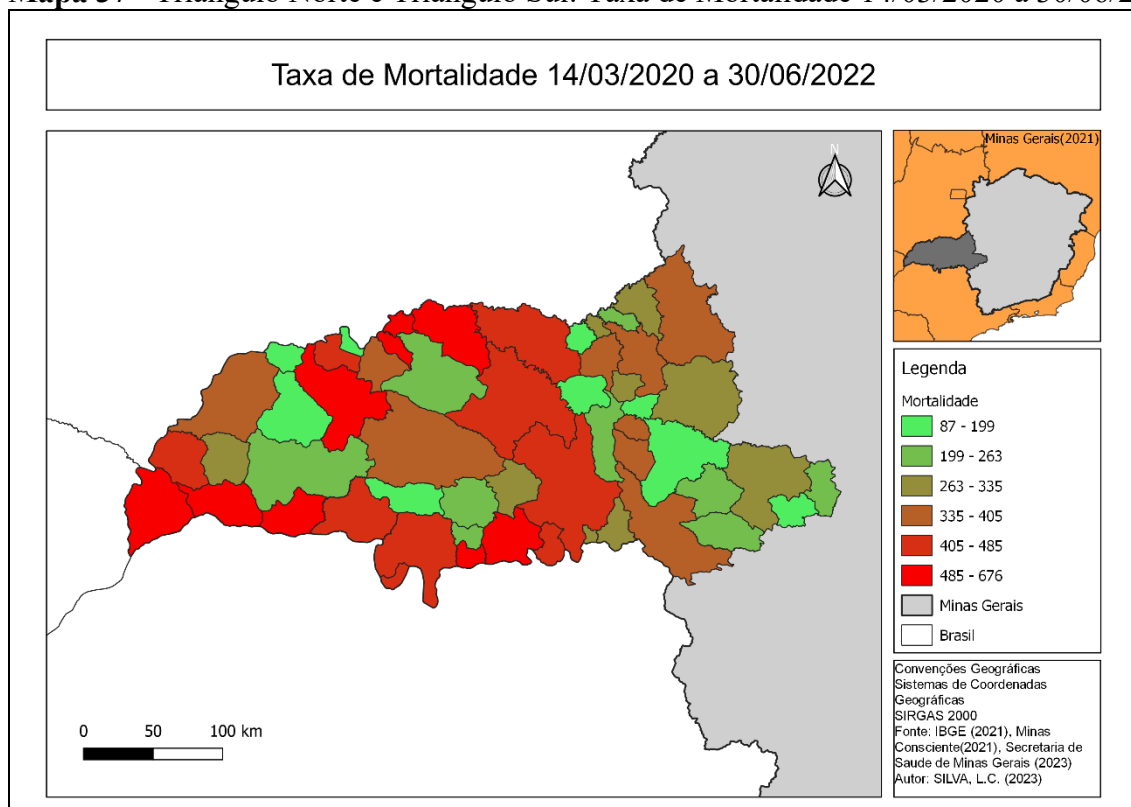 Taxa de Mortalidade 14/03/2020 a 30/06/2022
N
Minas Gerais(2021)
Legenda
Mortalidade
87 - 199
199 - 263
263 - 335
335 - 405
405 - 485
485 - 676
Minas Gerais
Brasil
0 50 100 km
Convenções Geográficas
Sistemas de Coordenadas
Geográficas
SIRGAS 2000
Fonte: IBGE (2021), Minas
Consciente(2021), Secretaria de
Saude de Minas Gerais (2023)
Autor: SILVA, L.C. (2023)